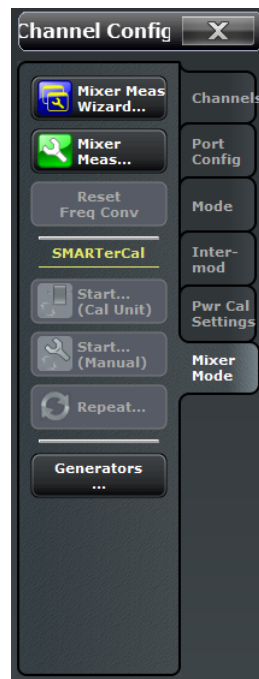 Channel Config
X
Mixer Meas
Wizard...
Mixer
Meas...
Reset
Freq Conv
SMARTerCal
Start...
(Cal Unit)
Start...
(Manual)
Repeat...
Generators
...
Channels
Port
Config
Mode
Inter-
mod
Pwr Cal
Settings
Mixer
Mode